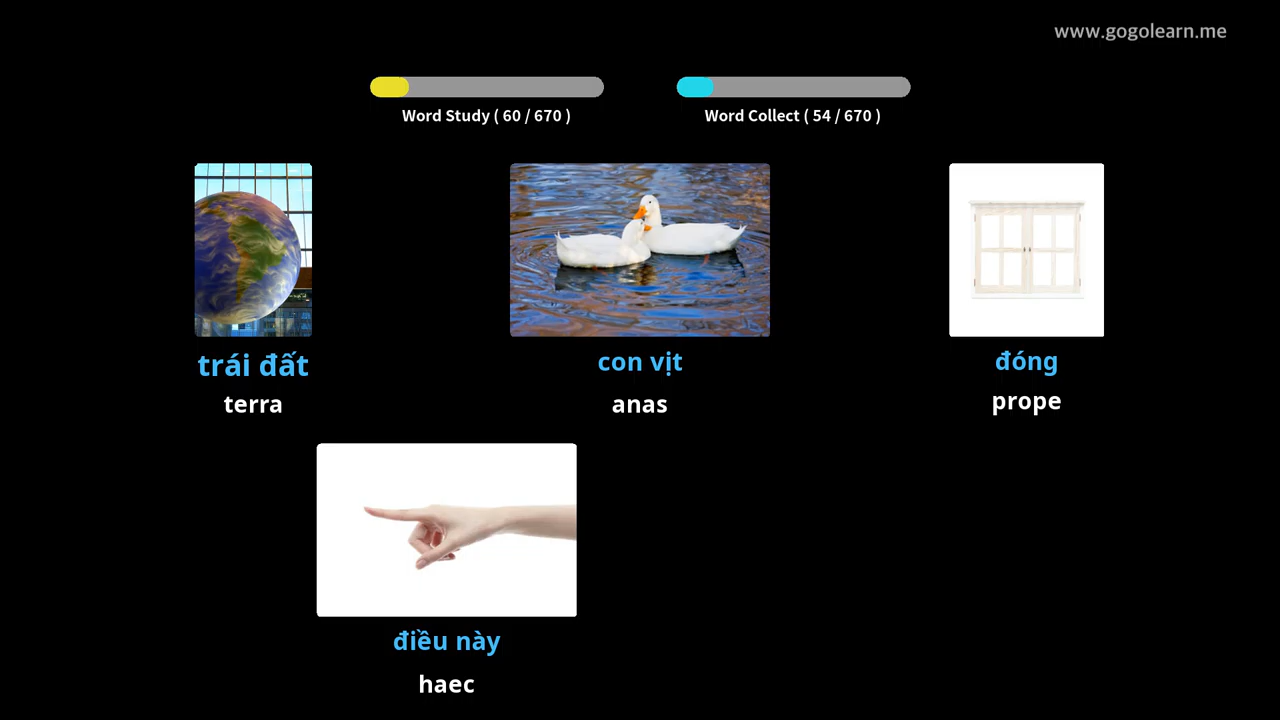 www.gogolearn.me
Word Study ( 60 / 670 )
Word Collect ( 54 / 670 )
trái đất
terra
con vịt
anas
đóng
prope
điều này
haec